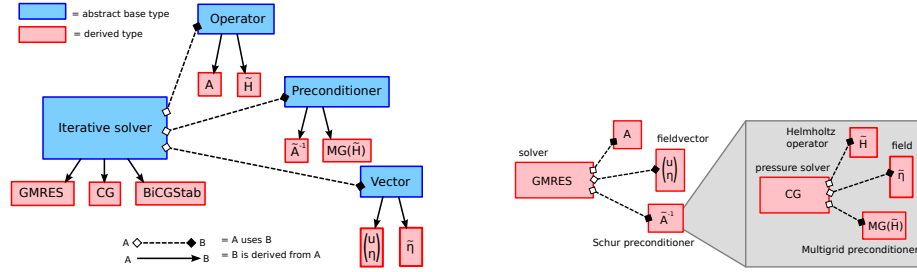 = abstract base type
= derived type
Operator
A
H̃
Preconditioner
Ã⁻¹
MG(H̃)
Iterative solver
GMRES
CG
BiCGStab
Vector
(u η)
η̃
A B = A uses B
A B = B is derived from A
solver
GMRES
A
fieldvector
(u η)
Ã⁻¹
Schur preconditioner
Helmholtz
operator
H̃
field
η̃
pressure solver
CG
MG(H̃)
Multigrid preconditioner